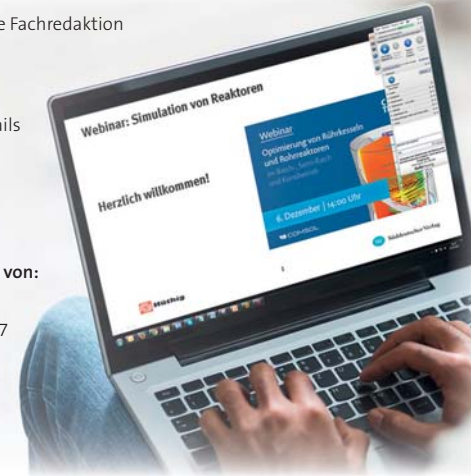 e Fachredaktion
ils
von:
7
Webinar: Simulation von Reaktoren
Herzlich willkommen!
Webinar
Optimierung von Rührkesseln
und Rohrreaktoren
im Batch-, Semi-Batch
und Kontibetrieb
6. Dezember | 14:00 Uhr
COMSOL
Hüthig
Süddeutscher Verlag